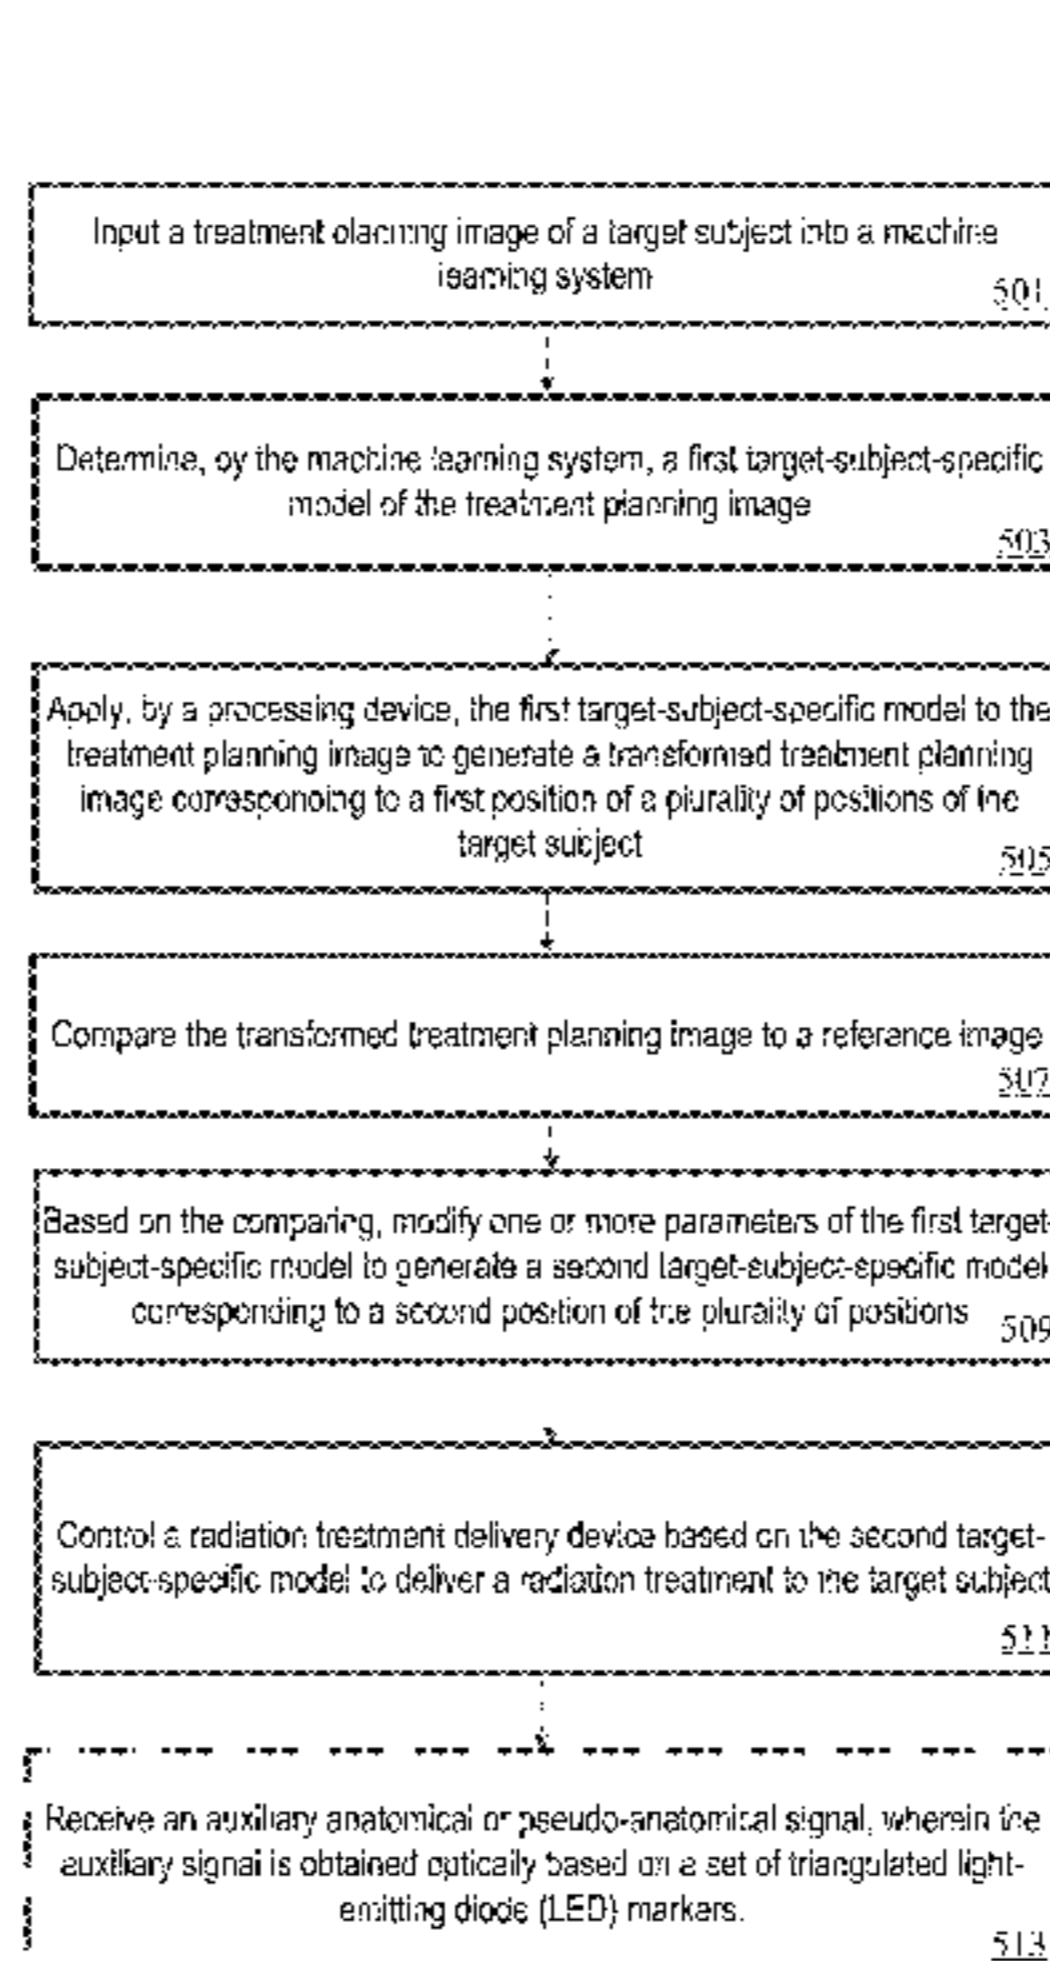 Input a treatment planning image of a target subject into a machine
learning system
501
Determine, by the machine learning system, a first target-subject-specific
model of the treatment planning image
503
Apply, by a processing device, the first target-subject-specific model to the
treatment planning image to generate a transformed treatment planning
image corresponding to a first position of a plurality of positions of the
target subject
505
Compare the transformed treatment planning image to a reference image
507
Based on the comparing, modify one or more parameters of the first target-
subject-specific model to generate a second target-subject-specific model
corresponding to a second position of the plurality of positions
509
Control a radiation treatment delivery device based on the second target-
subject-specific model to deliver a radiation treatment to the target subject
511
Receive an auxiliary anatomical or pseudo-anatomical signal, wherein the
auxiliary signal is obtained optically based on a set of triangulated light-
emitting diode (LED) markers.
513